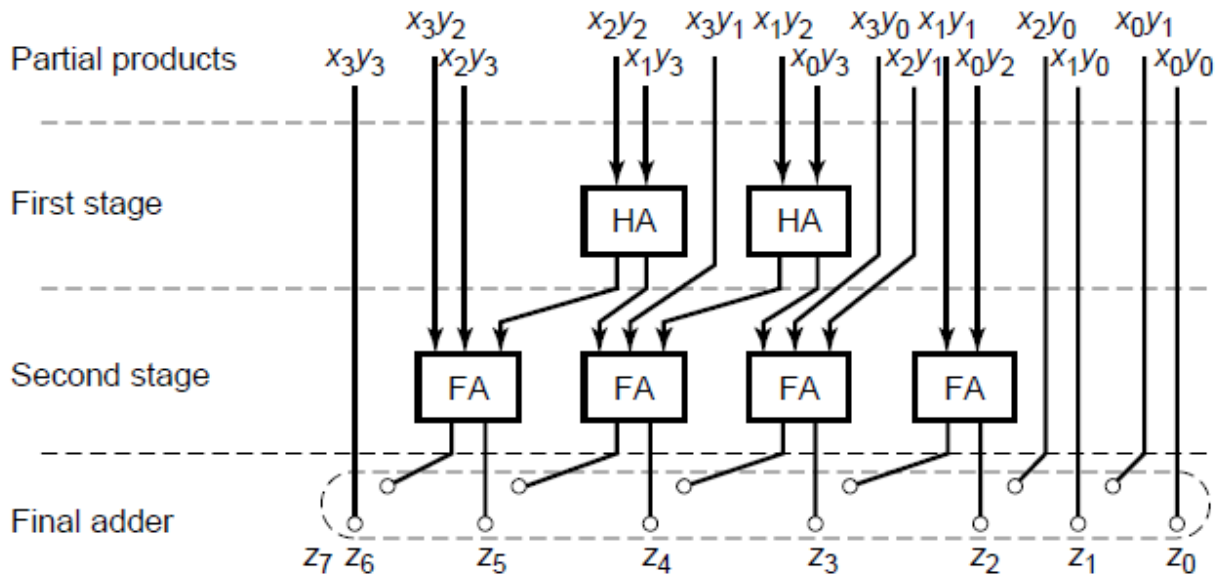 x₃y₂ x₂y₂ x₃y₁ x₁y₂ x₃y₀ x₁y₁ x₂y₀ x₀y₁
Partial products x₃y₃ x₂y₃ x₁y₃ x₀y₃ x₂y₁ x₀y₂ x₁y₀ x₀y₀
First stage HA HA
Second stage FA FA FA FA
Final adder
z₇ z₆ z₅ z₄ z₃ z₂ z₁ z₀